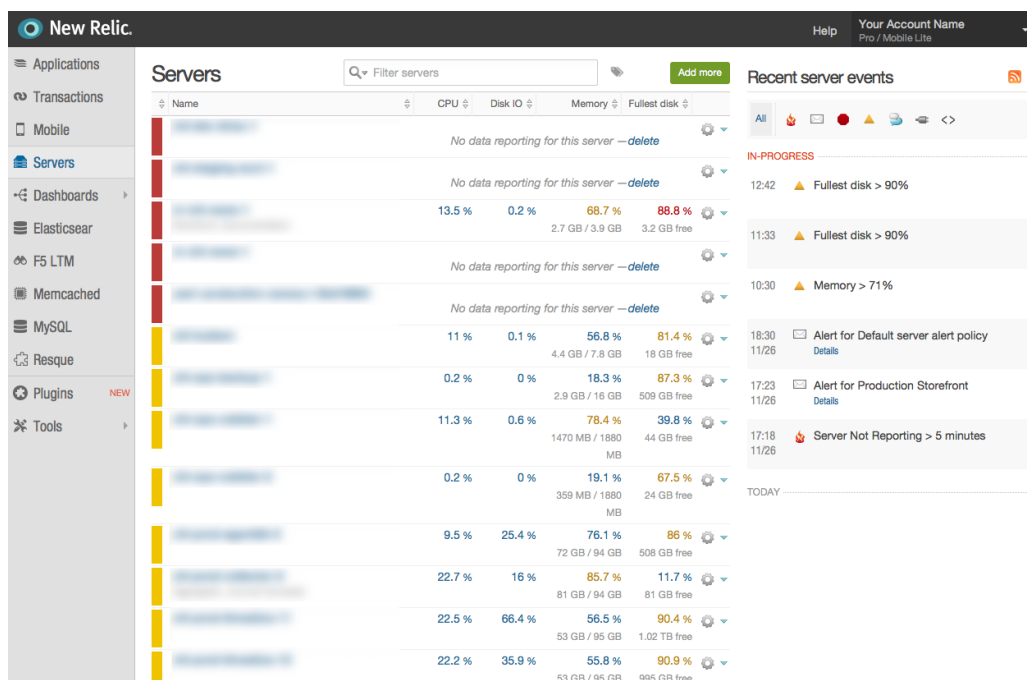 New Relic.
Help
Your Account Name
Pro / Mobile Lite
Applications
Transactions
Mobile
Servers
Dashboards
Elasticsear
F5 LTM
Memcached
MySQL
Resque
Plugins NEW
Tools
Servers
Filter servers
Add more
Name CPU Disk IO Memory Fullest disk
No data reporting for this server — delete
No data reporting for this server — delete
13.5 % 0.2 % 68.7 % 88.8 %
2.7 GB / 3.9 GB 3.2 GB free
No data reporting for this server — delete
No data reporting for this server — delete
11 % 0.1 % 56.8 % 81.4 %
4.4 GB / 7.8 GB 18 GB free
0.2 % 0 % 18.3 % 87.3 %
2.9 GB / 16 GB 509 GB free
11.3 % 0.6 % 78.4 % 39.8 %
1470 MB / 1880 44 GB free
MB
0.2 % 0 % 19.1 % 67.5 %
359 MB / 1880 24 GB free
MB
9.5 % 25.4 % 76.1 % 86 %
72 GB / 94 GB 508 GB free
22.7 % 16 % 85.7 % 11.7 %
81 GB / 94 GB 81 GB free
22.5 % 66.4 % 56.5 % 90.4 %
53 GB / 95 GB 1.02 TB free
22.2 % 35.9 % 55.8 % 90.9 %
53 GB / 95 GB 995 GB free
Recent server events
All
IN-PROGRESS
12:42 Fullest disk > 90%
11:33 Fullest disk > 90%
10:30 Memory > 71%
18:30 Alert for Default server alert policy
11/26 Details
17:23 Alert for Production Storefront
11/26 Details
17:18 Server Not Reporting > 5 minutes
11/26
TODAY